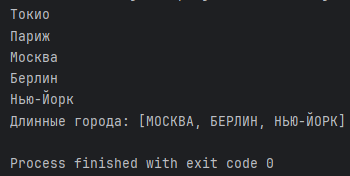 Токио
Париж
Москва
Берлин
Нью-Йорк
Длинные города: [МОСКВА, БЕРЛИН, НЬЮ-ЙОРК]
Process finished with exit code 0